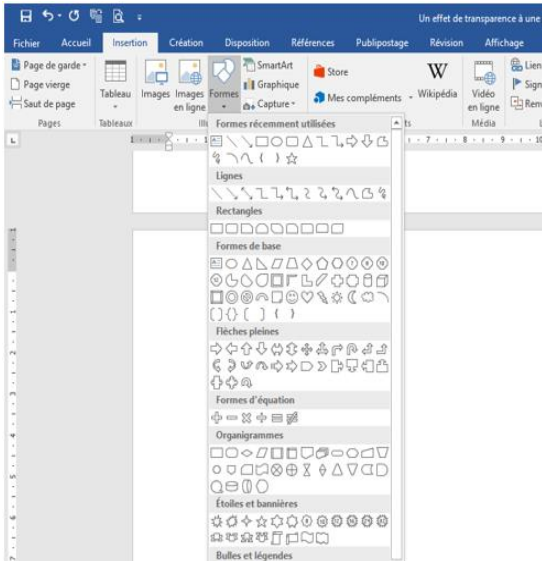 Un effet de transparence à une
Fichier Accueil Insertion Création Disposition Références Publipostage Révision Affichage
Page de garde
Page vierge
Saut de page
Tableau
Images
Images en ligne
Formes
SmartArt
Graphique
Capture
Store
Mes compléments
Wikipédia
Vidéo en ligne
Lien
Sign
Pages Tableaux Média
Formes récemment utilisées
Lignes
Rectangles
Formes de base
Flèches pleines
Formes d'équation
Organigrammes
Étoiles et bannières
Bulles et légendes